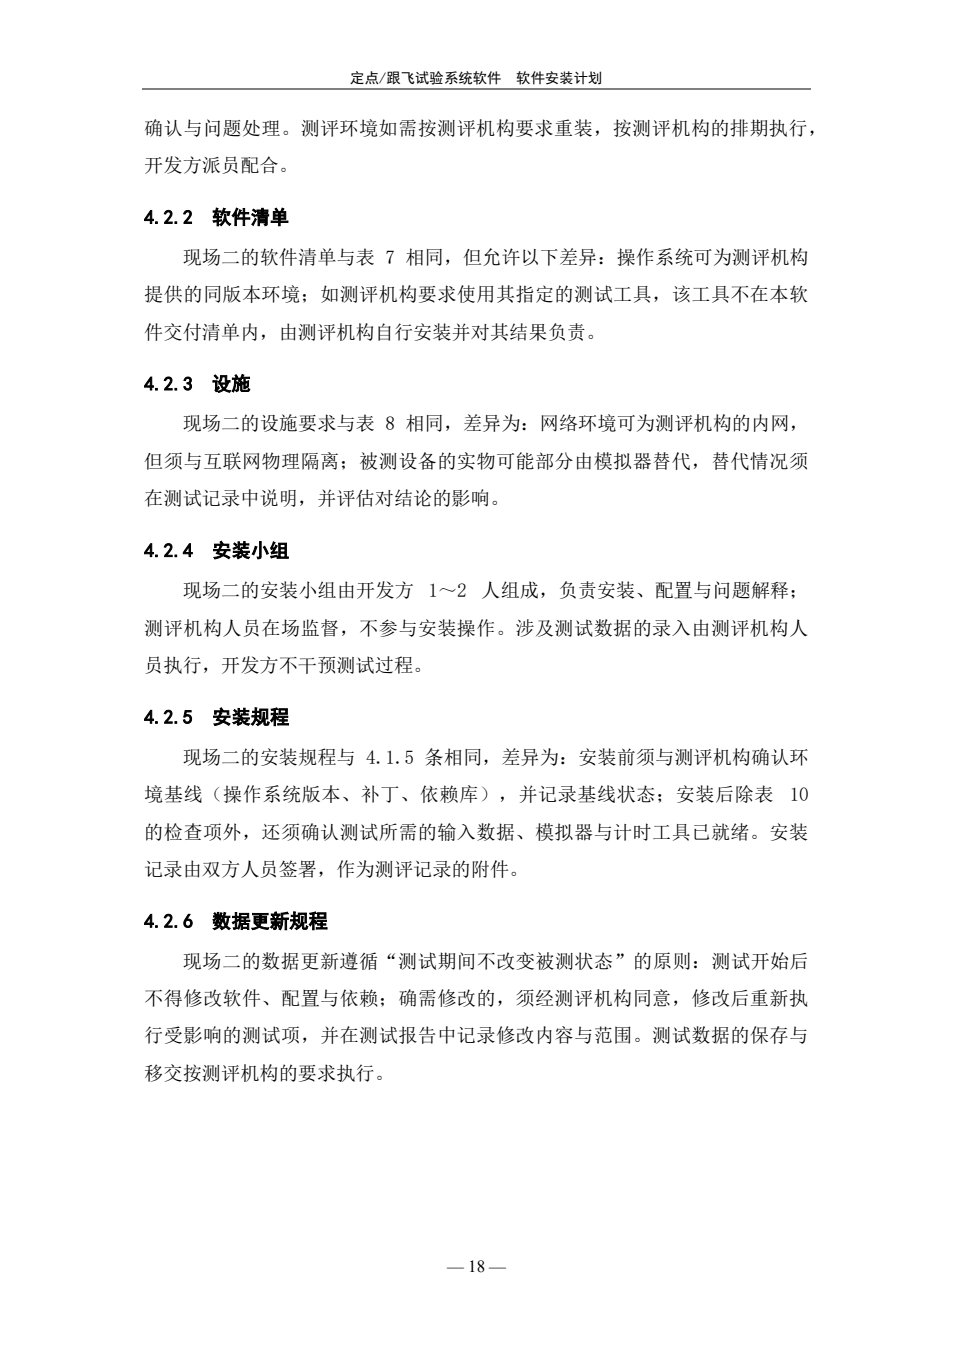 定点/跟飞试验系统软件　软件安装计划
确认与问题处理。测评环境如需按测评机构要求重装，按测评机构的排期执行，
开发方派员配合。
4.2.2　软件清单
现场二的软件清单与表 7 相同，但允许以下差异：操作系统可为测评机构
提供的同版本环境；如测评机构要求使用其指定的测试工具，该工具不在本软
件交付清单内，由测评机构自行安装并对其结果负责。
4.2.3　设施
现场二的设施要求与表 8 相同，差异为：网络环境可为测评机构的内网，
但须与互联网物理隔离；被测设备的实物可能部分由模拟器替代，替代情况须
在测试记录中说明，并评估对结论的影响。
4.2.4　安装小组
现场二的安装小组由开发方 1～2 人组成，负责安装、配置与问题解释；
测评机构人员在场监督，不参与安装操作。涉及测试数据的录入由测评机构人
员执行，开发方不干预测试过程。
4.2.5　安装规程
现场二的安装规程与 4.1.5 条相同，差异为：安装前须与测评机构确认环
境基线（操作系统版本、补丁、依赖库），并记录基线状态；安装后除表 10
的检查项外，还须确认测试所需的输入数据、模拟器与计时工具已就绪。安装
记录由双方人员签署，作为测评记录的附件。
4.2.6　数据更新规程
现场二的数据更新遵循“测试期间不改变被测状态”的原则：测试开始后
不得修改软件、配置与依赖；确需修改的，须经测评机构同意，修改后重新执
行受影响的测试项，并在测试报告中记录修改内容与范围。测试数据的保存与
移交按测评机构的要求执行。
— 18 —